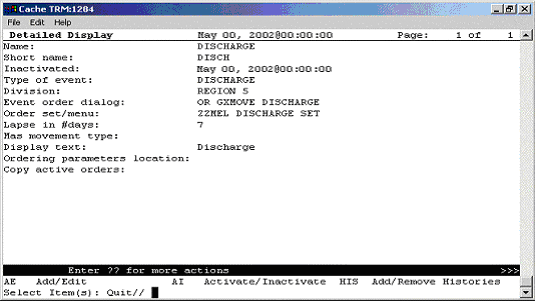 Cache TRM:1284
File Edit Help
Detailed Display May 00, 2002@00:00:00 Page: 1 of 1
Name: DISCHARGE
Short name: DISCH
Inactivated: May 00, 2002@00:00:00
Type of event: DISCHARGE
Division: REGION 5
Event order dialog: OR GXMOVE DISCHARGE
Order set/menu: ZZMEL DISCHARGE SET
Lapse in #days: 7
Mas movement type:
Display text: Discharge
Ordering parameters location:
Copy active orders:
Enter ?? for more actions >>>
AE Add/Edit AI Activate/Inactivate HIS Add/Remove Histories
Select Item(s): Quit//